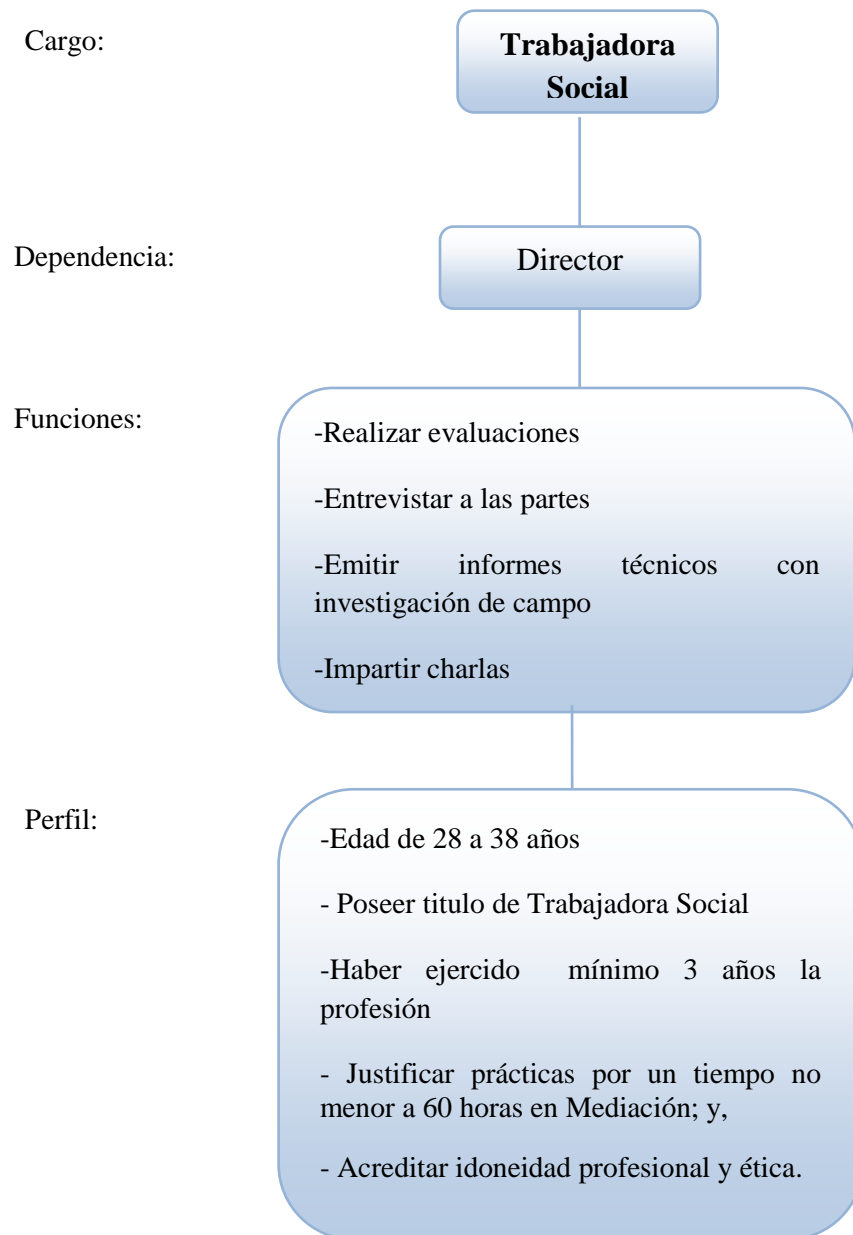 Cargo:
Trabajadora
Social
Dependencia:
Director
Funciones:
-Realizar evaluaciones
-Entrevistar a las partes
-Emitir informes técnicos con
investigación de campo
-Impartir charlas
Perfil:
-Edad de 28 a 38 años
- Poseer titulo de Trabajadora Social
-Haber ejercido mínimo 3 años la
profesión
- Justificar prácticas por un tiempo no
menor a 60 horas en Mediación; y,
- Acreditar idoneidad profesional y ética.